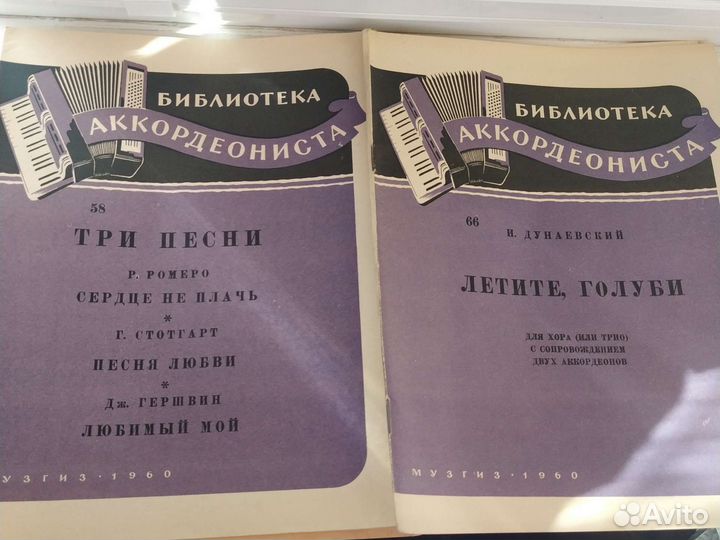 БИБЛИОТЕКА
АККОРДЕОНИСТА
58
ТРИ ПЕСНИ
Р. РОМЕРО
СЕРДЦЕ НЕ ПЛАЧЬ
*
Г. СТОТГАРТ
ПЕСНЯ ЛЮБВИ
*
Дж. ГЕРШВИН
ЛЮБИМЫЙ МОЙ
УЗГИЗ · 1960
БИБЛИОТЕКА
АККОРДЕОНИСТА
66
И. ДУНАЕВСКИЙ
ЛЕТИТЕ, ГОЛУБИ
ДЛЯ ХОРА (ИЛИ ТРИО)
С СОПРОВОЖДЕНИЕМ
ДВУХ АККОРДЕОНОВ
МУЗГИЗ · 1960
Avito